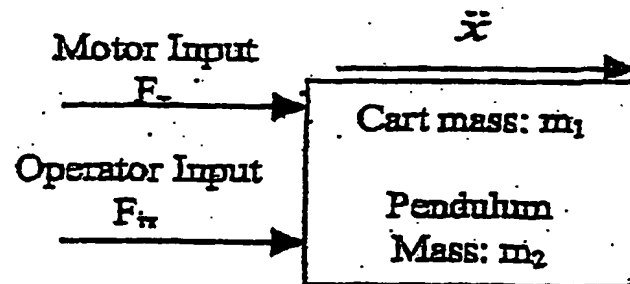 ẍ
Motor Input
Cart mass: m₁
Operator Input
Pendulum
Mass: m₂